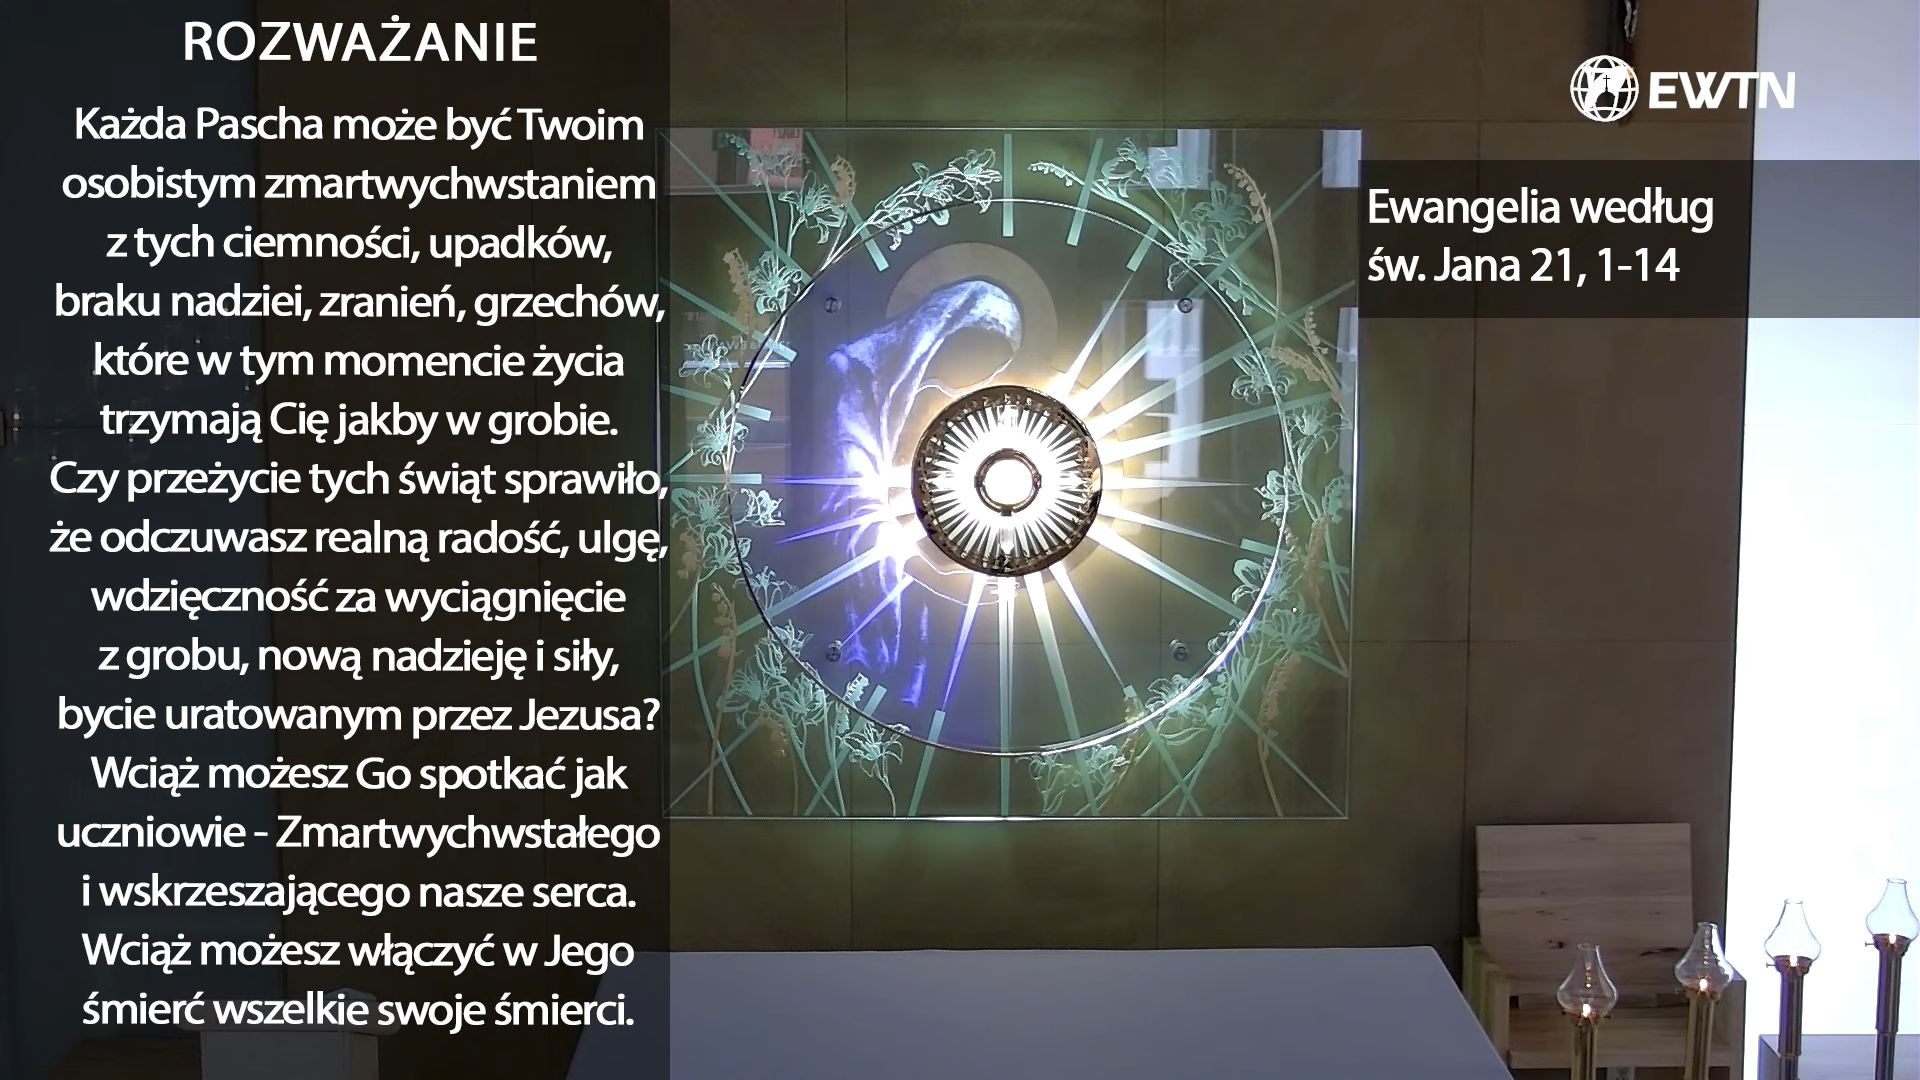 ROZWAŻANIE
Każda Pascha może być Twoim
osobistym zmartwychwstaniem
z tych ciemności, upadków,
braku nadziei, zranień, grzechów,
które w tym momencie życia
trzymają Cię jakby w grobie.
Czy przeżycie tych świąt sprawiło,
że odczuwasz realną radość, ulgę,
wdzięczność za wyciągnięcie
z grobu, nową nadzieję i siły,
bycie uratowanym przez Jezusa?
Wciąż możesz Go spotkać jak
uczniowie - Zmartwychwstałego
i wskrzeszającego nasze serca.
Wciąż możesz włączyć w Jego
śmierć wszelkie swoje śmierci.
EWTN
Ewangelia według
św. Jana 21, 1-14